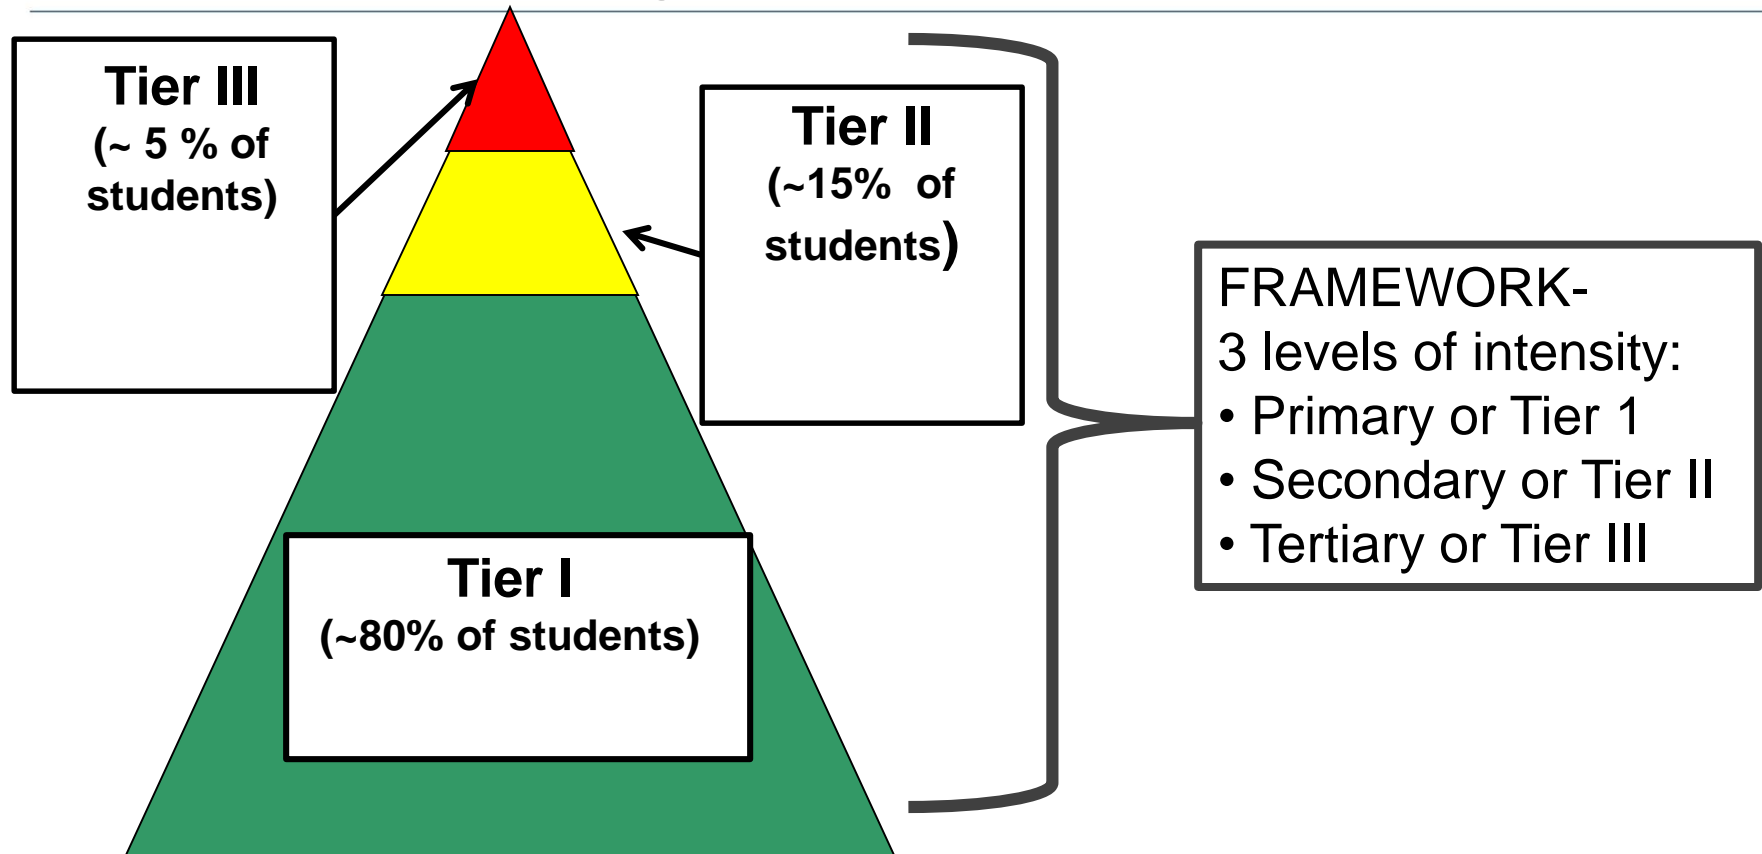 Tier III
(~ 5 % of
students)
Tier II
(~15%  of
students)
Tier I
(~80% of students)
FRAMEWORK-
3 levels of intensity:
• Primary or Tier 1
• Secondary or Tier II
• Tertiary or Tier III